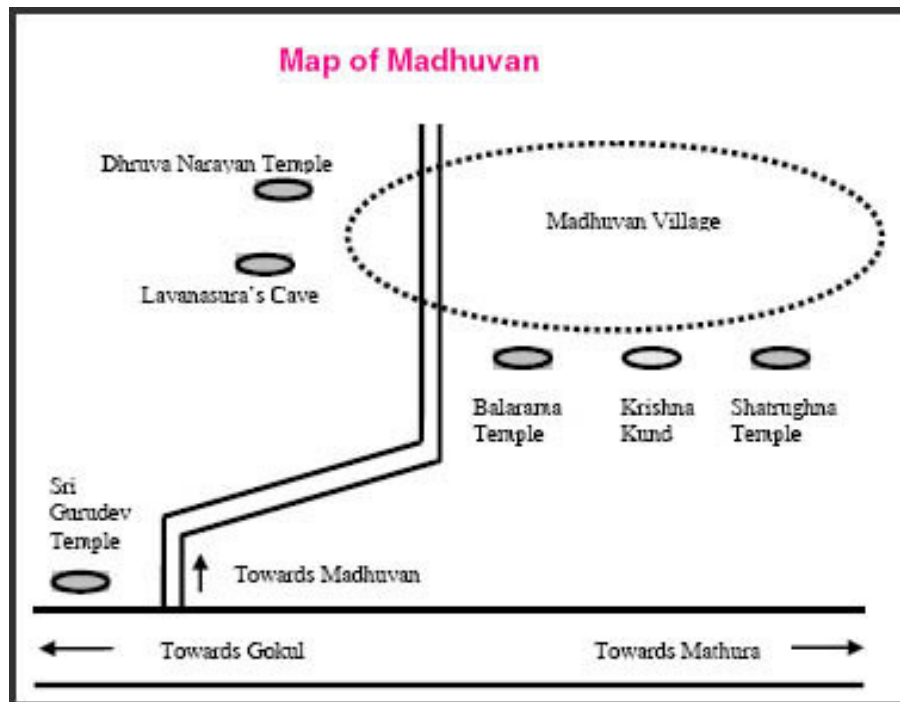 Map of Madhuvan
Dhruva Narayan Temple
Madhuvan Village
Lavanasura's Cave
Balarama
Temple
Krishna
Kund
Shatrughna
Temple
Sri
Gurudev
Temple
Towards Madhuvan
Towards Gokul
Towards Mathura